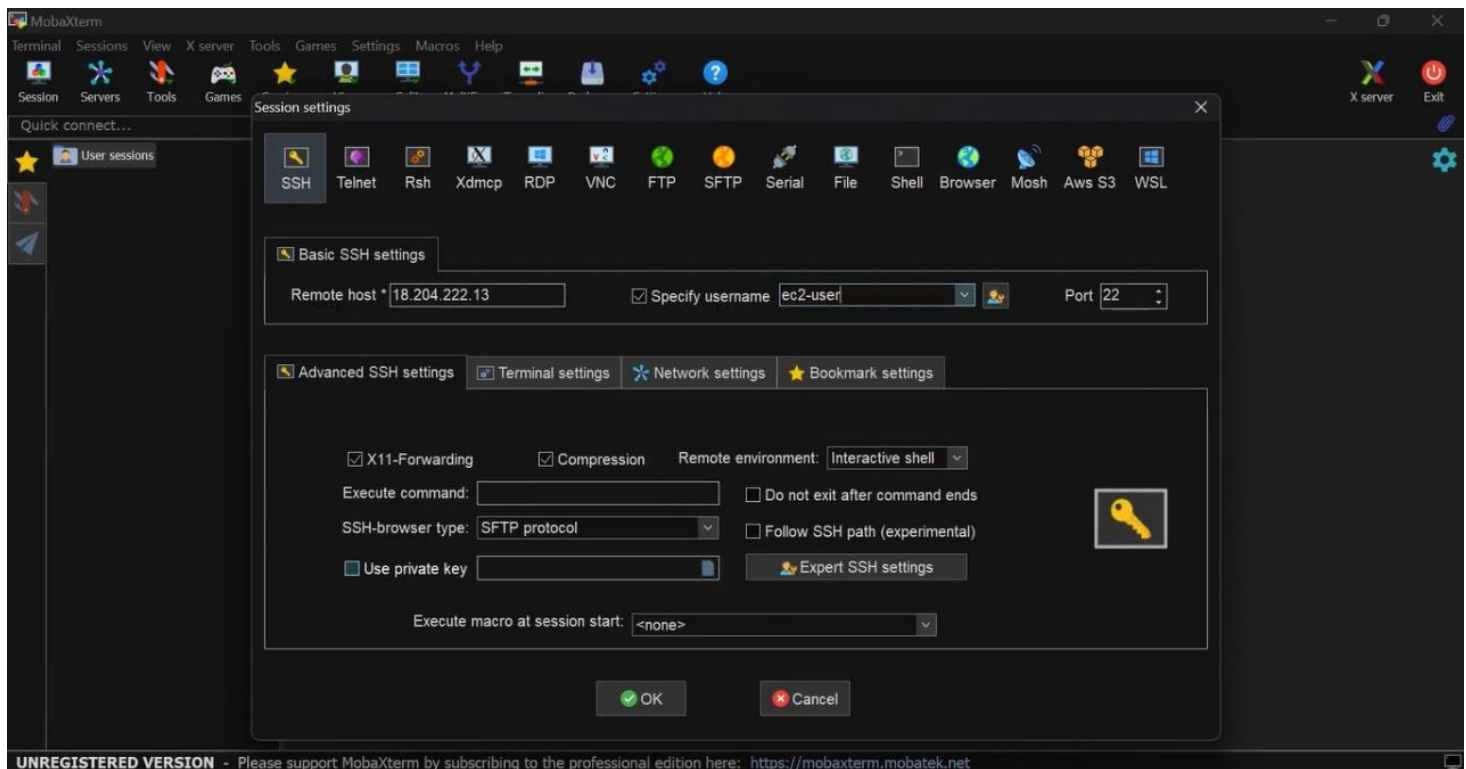 MobaXterm
Terminal Sessions View X server Tools Games Settings Macros Help
Session Servers Tools Games X server Exit
Quick connect...
User sessions
Session settings
SSH Telnet Rsh Xdmcp RDP VNC FTP SFTP Serial File Shell Browser Mosh Aws S3 WSL
Basic SSH settings
Remote host * 18.204.222.13 Specify username ec2-user Port 22
Advanced SSH settings Terminal settings Network settings Bookmark settings
X11-Forwarding Compression Remote environment: Interactive shell
Execute command: Do not exit after command ends
SSH-browser type: SFTP protocol Follow SSH path (experimental)
Use private key Expert SSH settings
Execute macro at session start: <none>
OK Cancel
UNREGISTERED VERSION - Please support MobaXterm by subscribing to the professional edition here: https://mobaxterm.mobatek.net